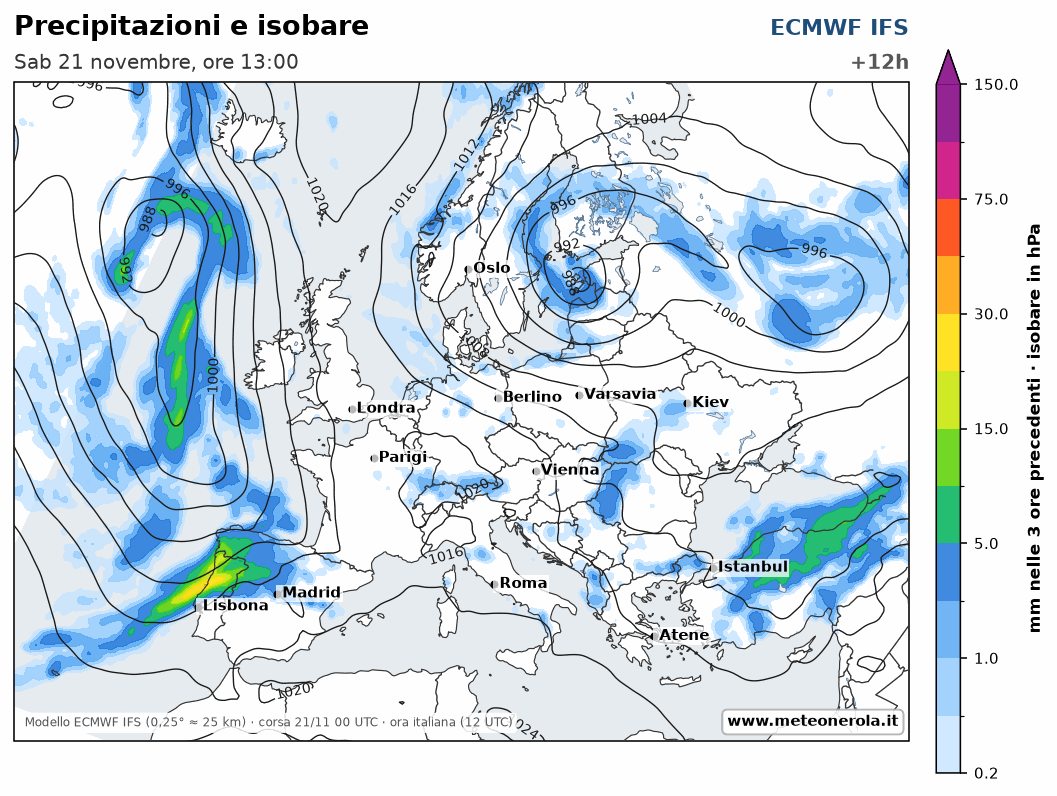 Precipitazioni e isobare
ECMWF IFS
Sab 21 novembre, ore 13:00
+12h
996
1004
1012
1020
1016
996
988
992
996
992
988
996
1000
1000
Oslo
Londra
Berlino
Varsavia
Kiev
Parigi
Vienna
1020
1016
Istanbul
Roma
Madrid
Lisbona
Atene
1020
1024
Modello ECMWF IFS (0,25° ≈ 25 km) · corsa 21/11 00 UTC · ora italiana (12 UTC)
www.meteonerola.it
150.0
75.0
30.0
15.0
5.0
1.0
0.2
mm nelle 3 ore precedenti · isobare in hPa